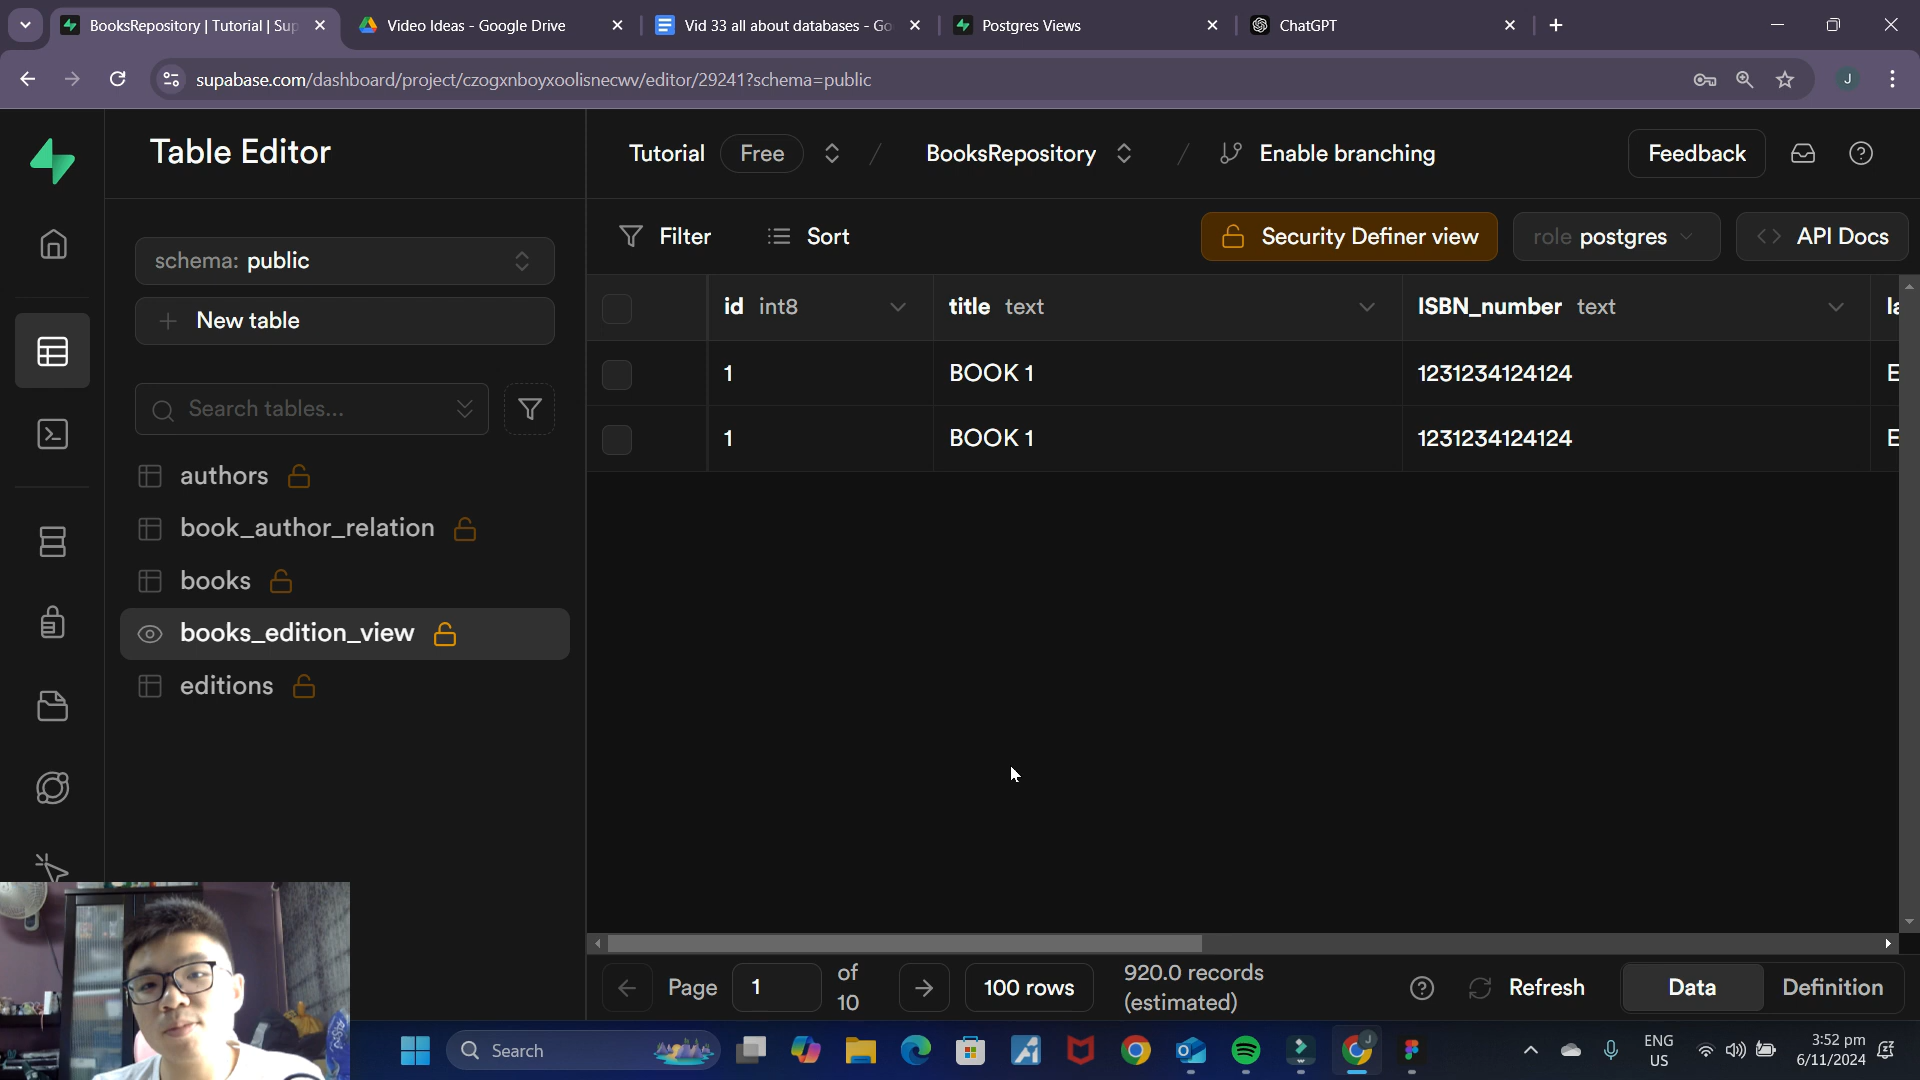 BooksRepository | Tutorial | Sup
Video Ideas - Google Drive
Vid 33 all about databases - Go
Postgres Views
ChatGPT
supabase.com/dashboard/project/czogxnboyxoolisnecwv/editor/29241?schema=public
J
Table Editor
Tutorial Free / BooksRepository / Enable branching
Feedback
schema: public
New table
Search tables...
authors
book_author_relation
books
books_edition_view
editions
Filter
Sort
Security Definer view
role postgres
API Docs
id int8
title text
ISBN_number text
la
1
BOOK 1
1231234124124
E
1
BOOK 1
1231234124124
E
Page
1
of
10
100 rows
920.0 records
(estimated)
Refresh
Data
Definition
Search
J
ENG
US
3:52 pm
6/11/2024